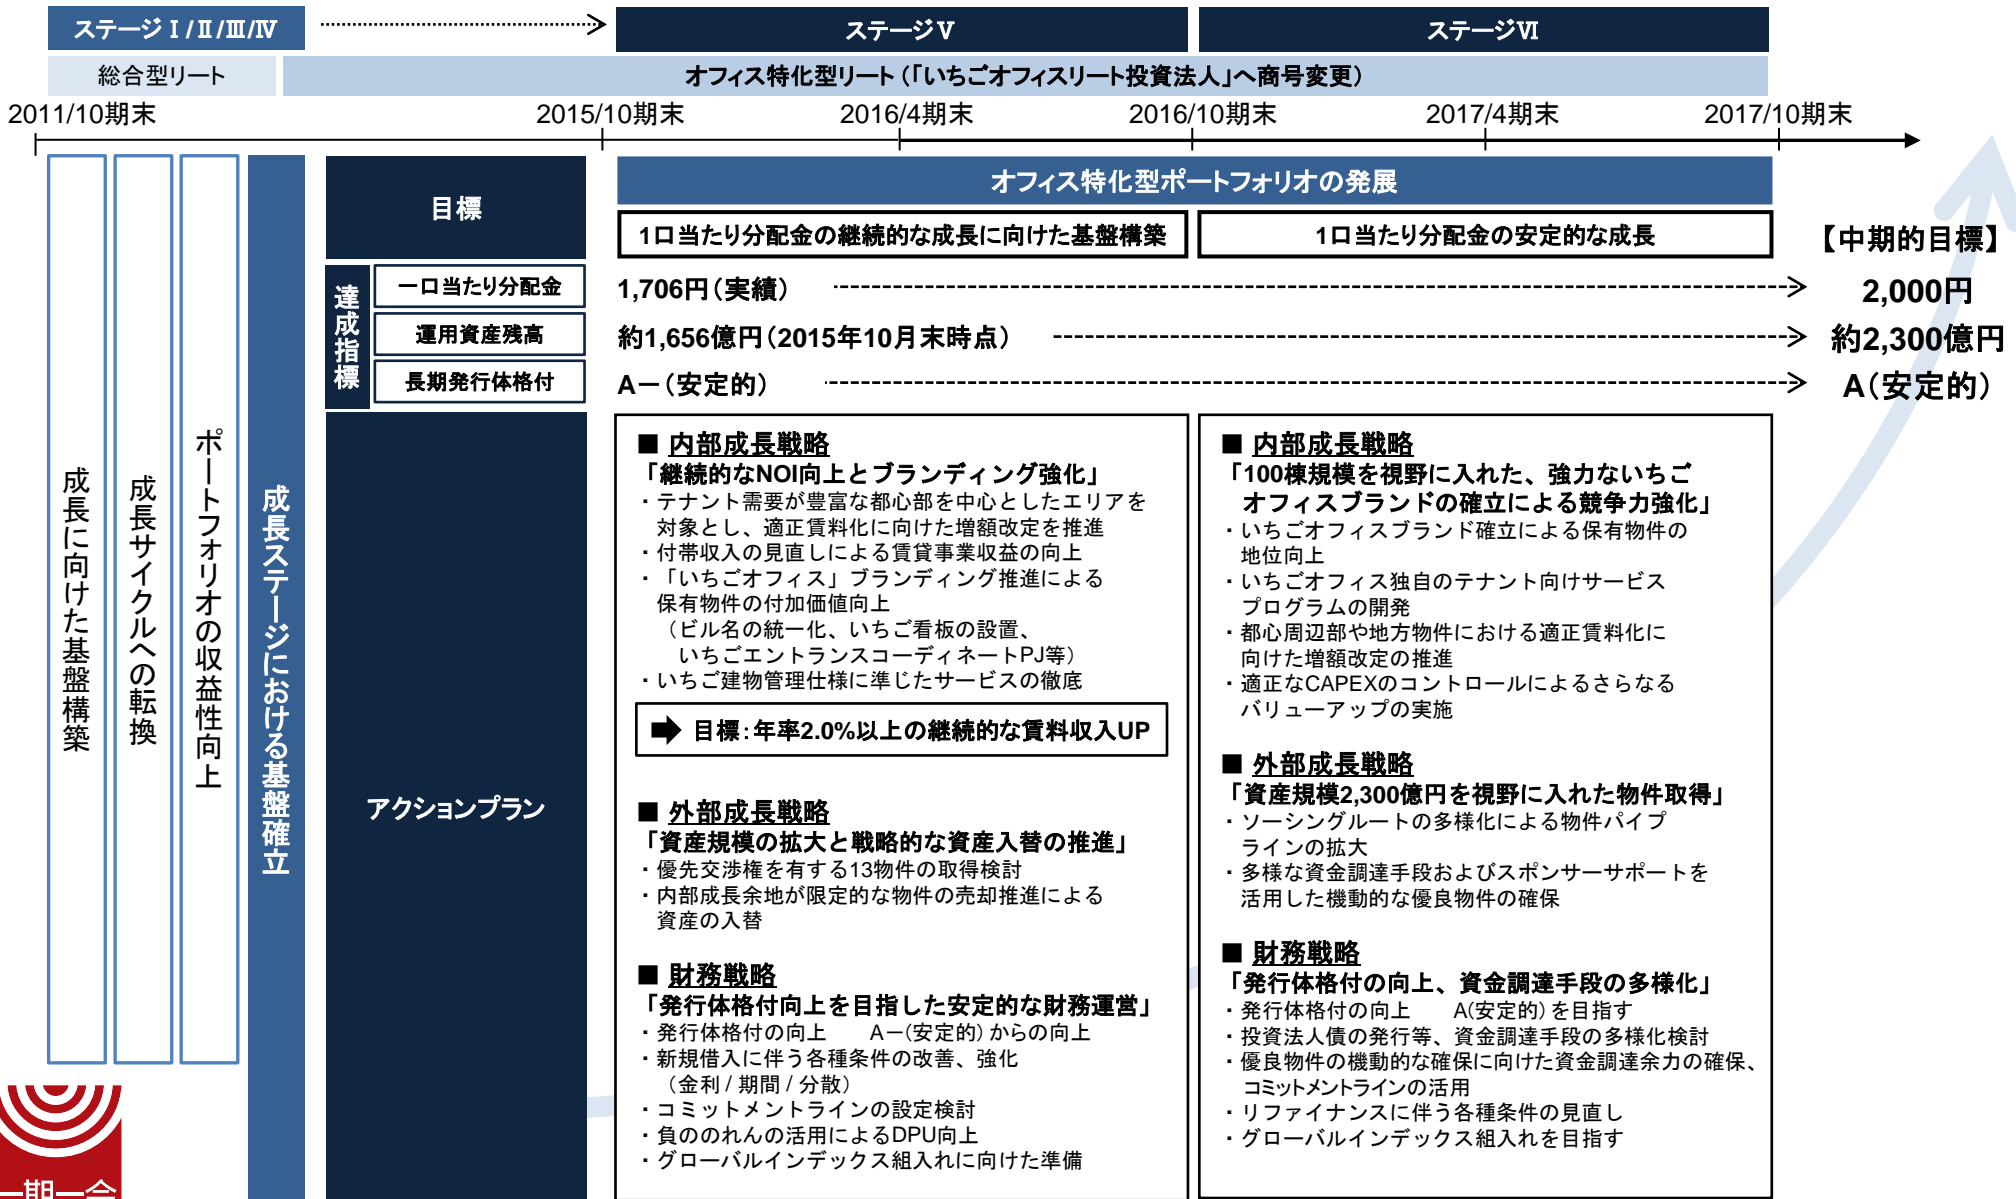 ステージⅠ/Ⅱ/Ⅲ/Ⅳ
ステージⅤ
ステージⅥ
総合型リート
オフィス特化型リート(「いちごオフィスリート投資法人」へ商号変更)
2011/10期末
2015/10期末
2016/4期末
2016/10期末
2017/4期末
2017/10期末
成長に向けた基盤構築
成長サイクルへの転換
ポートフォリオの収益性向上
成長ステージにおける基盤確立
目標
オフィス特化型ポートフォリオの発展
1口当たり分配金の継続的な成長に向けた基盤構築
1口当たり分配金の安定的な成長
【中期的目標】
達成指標
一口当たり分配金
1,706円(実績)
2,000円
運用資産残高
約1,656億円(2015年10月末時点)
約2,300億円
長期発行体格付
A－(安定的)
A(安定的)
アクションプラン
■ 内部成長戦略
「継続的なNOI向上とブランディング強化」
・テナント需要が豊富な都心部を中心としたエリアを
対象とし、適正賃料化に向けた増額改定を推進
・付帯収入の見直しによる賃貸事業収益の向上
・「いちごオフィス」ブランディング推進による
保有物件の付加価値向上
(ビル名の統一化、いちご看板の設置、
いちごエントランスコーディネートPJ等)
・いちご建物管理仕様に準じたサービスの徹底
目標:年率2.0%以上の継続的な賃料収入UP
■ 外部成長戦略
「資産規模の拡大と戦略的な資産入替の推進」
・優先交渉権を有する13物件の取得検討
・内部成長余地が限定的な物件の売却推進による
資産の入替
■ 財務戦略
「発行体格付向上を目指した安定的な財務運営」
・発行体格付の向上　A－(安定的)からの向上
・新規借入に伴う各種条件の改善、強化
(金利 / 期間 / 分散)
・コミットメントラインの設定検討
・負ののれんの活用によるDPU向上
・グローバルインデックス組入れに向けた準備
■ 内部成長戦略
「100棟規模を視野に入れた、強力ないちご
オフィスブランドの確立による競争力強化」
・いちごオフィスブランド確立による保有物件の
地位向上
・いちごオフィス独自のテナント向けサービス
プログラムの開発
・都心周辺部や地方物件における適正賃料化に
向けた増額改定の推進
・適正なCAPEXのコントロールによるさらなる
バリューアップの実施
■ 外部成長戦略
「資産規模2,300億円を視野に入れた物件取得」
・ソーシングルートの多様化による物件パイプ
ラインの拡大
・多様な資金調達手段およびスポンサーサポートを
活用した機動的な優良物件の確保
■ 財務戦略
「発行体格付の向上、資金調達手段の多様化」
・発行体格付の向上　A(安定的)を目指す
・投資法人債の発行等、資金調達手段の多様化検討
・優良物件の機動的な確保に向けた資金調達余力の確保、
コミットメントラインの活用
・リファイナンスに伴う各種条件の見直し
・グローバルインデックス組入れを目指す
一期一会